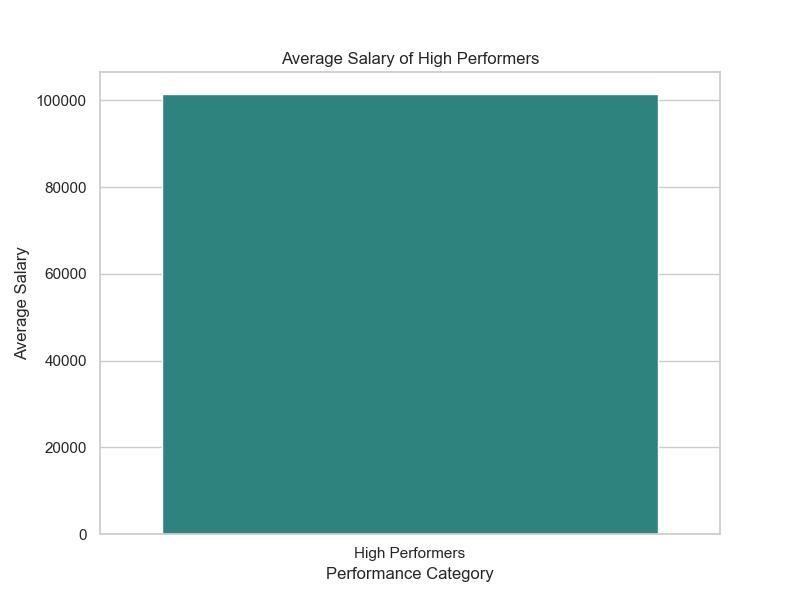 Average Salary of High Performers
100000
80000
60000
40000
20000
0
Average Salary
High Performers
Performance Category